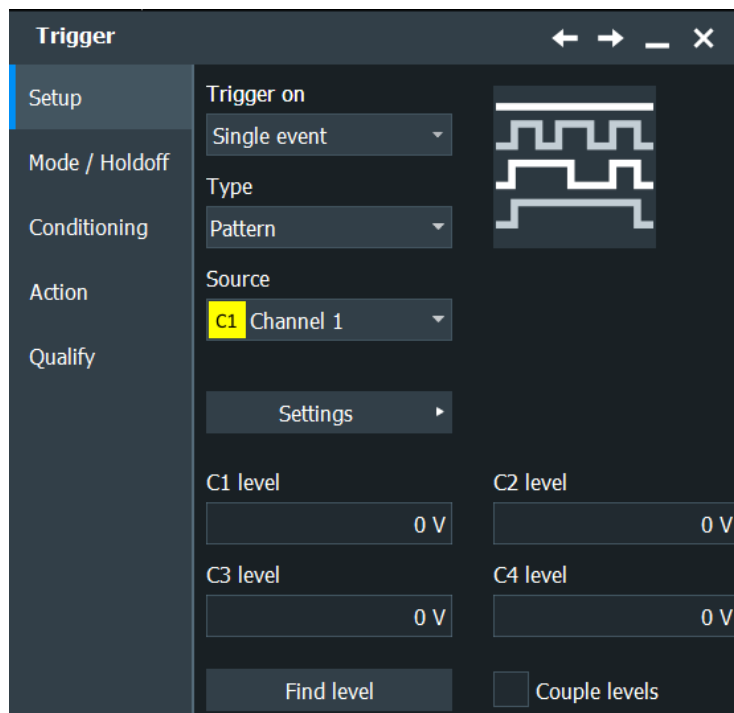 Trigger
Setup
Mode / Holdoff
Conditioning
Action
Qualify
Trigger on
Single event
Type
Pattern
Source
C1 Channel 1
Settings
C1 level
C2 level
0 V
0 V
C3 level
C4 level
0 V
0 V
Find level
Couple levels